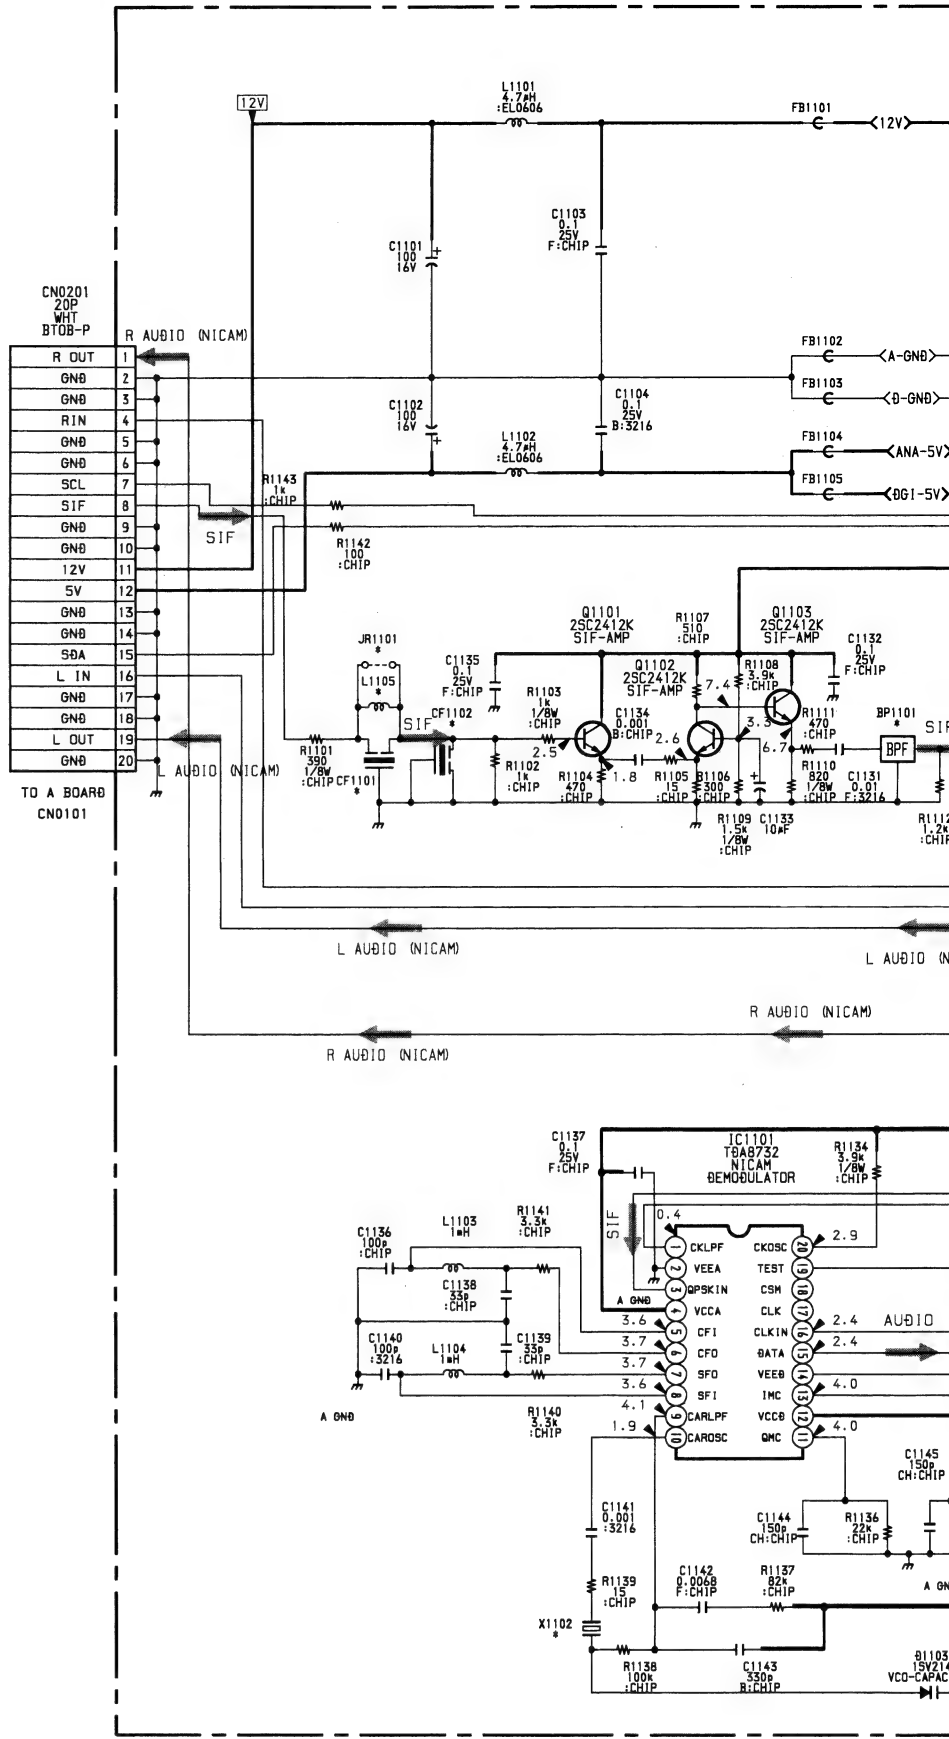 12V
L1101
4.7µH
:EL0606
FB1101
12V
C1103
0.1
25V
F:CHIP
C1101
100
16V
CN0201
20P
WHT
BTOB-P
R AUDIO (NICAM)
R OUT 1
GND 2
GND 3
RIN 4
GND 5
GND 6
SCL 7
SIF 8
GND 9
GND 10
12V 11
5V 12
GND 13
GND 14
SDA 15
L IN 16
GND 17
GND 18
L OUT 19
GND 20
TO A BOARD
CN0101
L AUDIO (NICAM)
FB1102
A-GND
FB1103
D-GND
C1104
0.1
25V
B:3216
C1102
100
16V
L1102
4.7µH
:EL0606
FB1104
ANA-5V
FB1105
DGI-5V
R1143
1k
:CHIP
SIF
R1142
100
:CHIP
JR1101
*
L1105
*
C1135
0.1
25V
F:CHIP
SIF
CF1102
*
R1101
390
1/8W
:CHIP
CF1101
*
R1103
1k
1/8W
:CHIP
R1102
1k
:CHIP
2.5
Q1101
2SC2412K
SIF-AMP
C1134
0.001
B:CHIP
1.8
R1104
470
:CHIP
Q1102
2SC2412K
SIF-AMP
2.6
R1105
15
:CHIP
R1106
300
:CHIP
R1107
510
:CHIP
7.4
R1108
3.9k
:CHIP
3.3
Q1103
2SC2412K
SIF-AMP
6.7
R1109
1.5k
1/8W
:CHIP
C1133
10µF
R1111
470
:CHIP
R1110
820
1/8W
:CHIP
C1132
0.1
25V
F:CHIP
C1131
0.01
F:3216
BP1101
*
BPF
SIF
R1112
1.2k
:CHIP
L AUDIO (NICAM)
L AUDIO (N
R AUDIO (NICAM)
R AUDIO (NICAM)
C1137
0.1
25V
F:CHIP
IC1101
TDA8732
NICAM
DEMODULATOR
R1134
3.9k
1/8W
:CHIP
SIF
0.4
2.9
1 CKLPF CKOSC 20
2 VEEA TEST 19
3 QPSKIN CSM 18
4 VCCA CLK 17
5 CFI CLKIN 16
6 CFO DATA 15
7 SFO VEED 14
8 SFI IMC 13
9 CARLPF VCCD 12
10 CAROSC QMC 11
A GND
3.6
3.7
3.7
3.6
4.1
1.9
2.4
2.4
4.0
4.0
AUDIO
C1136
100p
:CHIP
L1103
1mH
R1141
3.3k
:CHIP
C1138
33p
:CHIP
C1140
100p
:3216
L1104
1mH
C1139
33p
:CHIP
R1140
3.3k
:CHIP
A GND
C1141
0.001
:3216
R1139
15
:CHIP
X1102
*
C1142
0.0068
F:CHIP
R1137
82k
:CHIP
R1138
100k
:CHIP
C1143
330p
B:CHIP
C1144
150p
CH:CHIP
R1136
22k
:CHIP
C1145
150p
CH:CHIP
A GN
D1103
1SV214
VCO-CAPAC